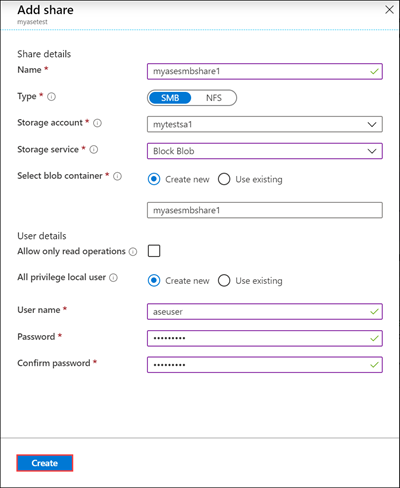 Add share
myasetest
Share details
Name *
myasesmbshare1
Type *
SMB NFS
Storage account *
mytestsa1
Storage service *
Block Blob
Select blob container *
Create new Use existing
myasesmbshare1
User details
Allow only read operations
All privilege local user
Create new Use existing
User name *
aseuser
Password *
•••••••••
Confirm password *
•••••••••
Create